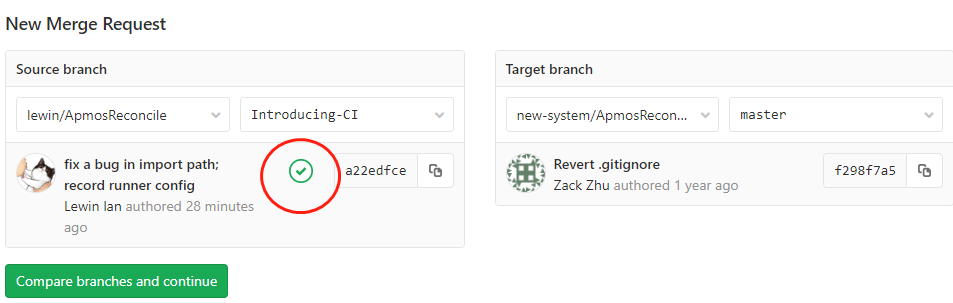 New Merge Request
Source branch
lewin/ApmosReconcile
Introducing-CI
fix a bug in import path;
record runner config
Lewin Ian authored 28 minutes
ago
a22edfce
Target branch
new-system/ApmosRecon...
master
Revert .gitignore
Zack Zhu authored 1 year ago
f298f7a5
Compare branches and continue